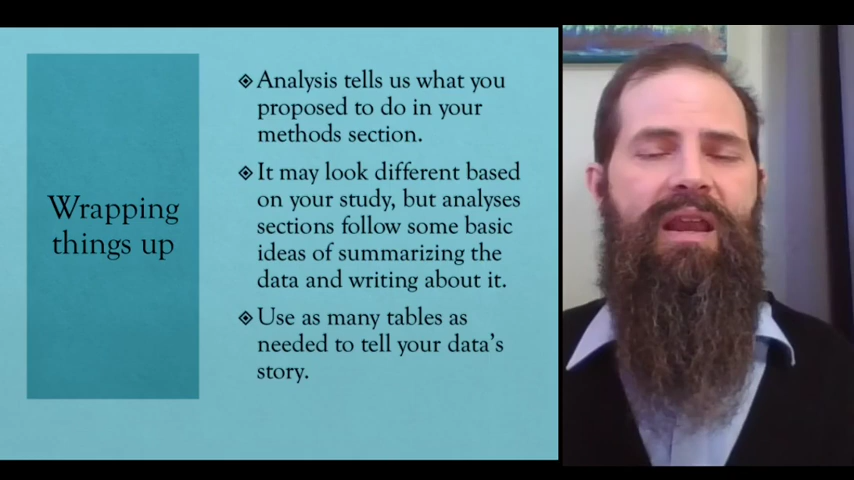 Wrapping
things up
Analysis tells us what you
proposed to do in your
methods section.
It may look different based
on your study, but analyses
sections follow some basic
ideas of summarizing the
data and writing about it.
Use as many tables as
needed to tell your data’s
story.